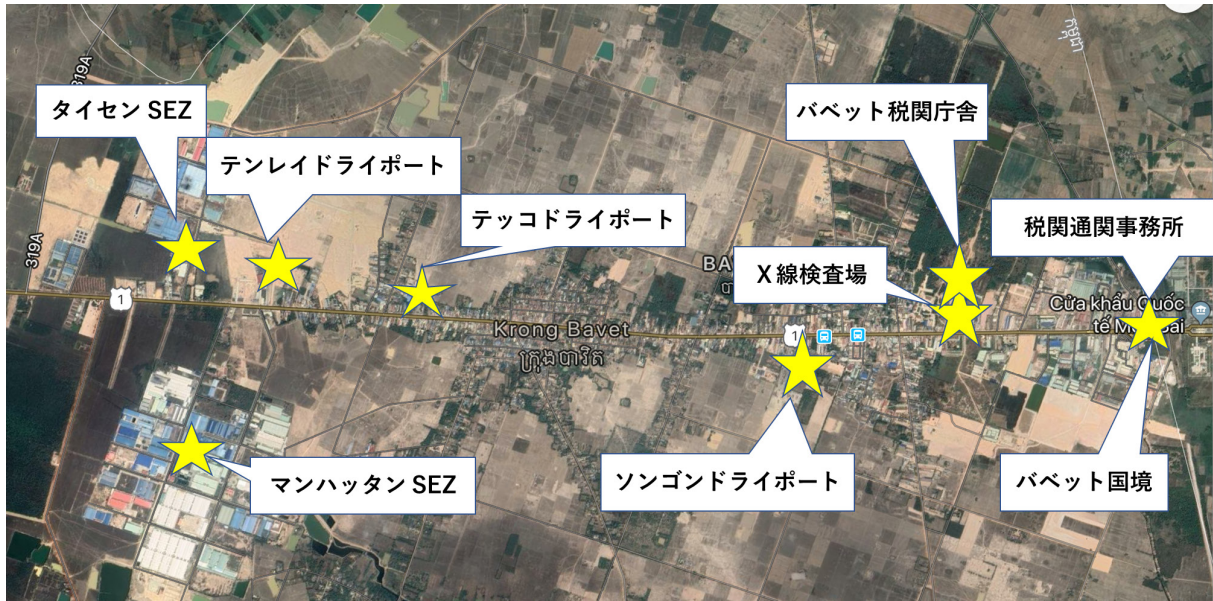 319A
タイセン SEZ
テンレイドライポート
テッコドライポート
バベット税関庁舎
税関通関事務所
319A
X線検査場
BA
1
Krong Bavet
ក្រុងបាវិត
1
Cửa khẩu Quốc
マンハッタン SEZ
ソンゴンドライポート
バベット国境